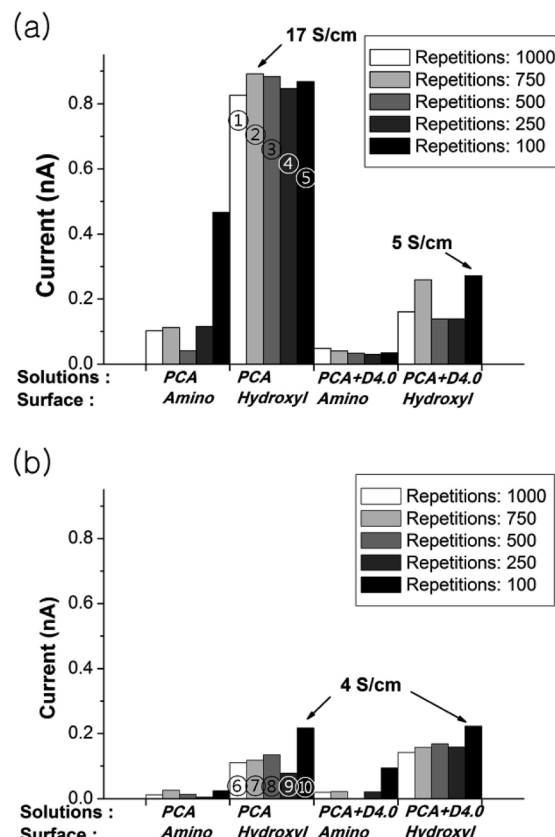 (a)
17 S/cm
Repetitions: 1000
Repetitions: 750
Repetitions: 500
Repetitions: 250
Repetitions: 100
0.8
0.6
0.4
0.2
0.0
Current (nA)
① ② ③ ④ ⑤
5 S/cm
Solutions : PCA PCA PCA+D4.0 PCA+D4.0
Surface : Amino Hydroxyl Amino Hydroxyl
(b)
Repetitions: 1000
Repetitions: 750
Repetitions: 500
Repetitions: 250
Repetitions: 100
0.8
0.6
0.4
0.2
0.0
Current (nA)
4 S/cm
⑥ ⑦ ⑧ ⑨ ⑩
Solutions : PCA PCA PCA+D4.0 PCA+D4.0
Surface : Amino Hydroxyl Amino Hydroxyl